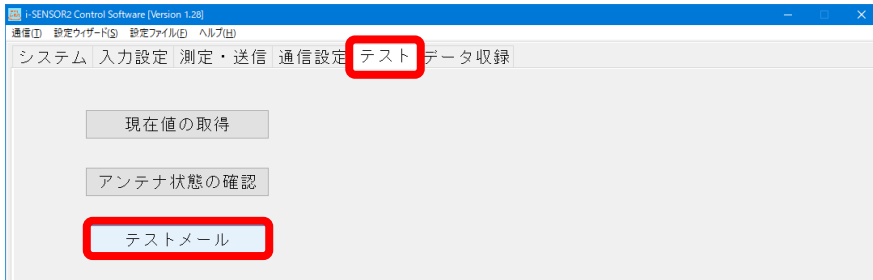 i-SENSOR2 Control Software [Version 1.28]
通信(T) 設定ウィザード(S) 設定ファイル(F) ヘルプ(H)
システム 入力設定 測定・送信 通信設定 テスト データ収録
現在値の取得
アンテナ状態の確認
テストメール